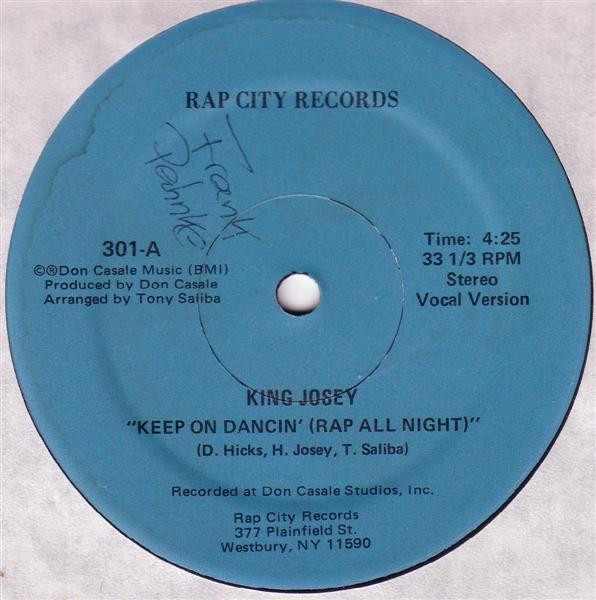 RAP CITY RECORDS
Frank
301-A
©®Don Casale Music (BMI)
Produced by Don Casale
Arranged by Tony Saliba
Time: 4:25
33 1/3 RPM
Stereo
Vocal Version
KING JOSEY
"KEEP ON DANCIN' (RAP ALL NIGHT)"
(D. Hicks, H. Josey, T. Saliba)
Recorded at Don Casale Studios, Inc.
Rap City Records
377 Plainfield St.
Westbury, NY 11590